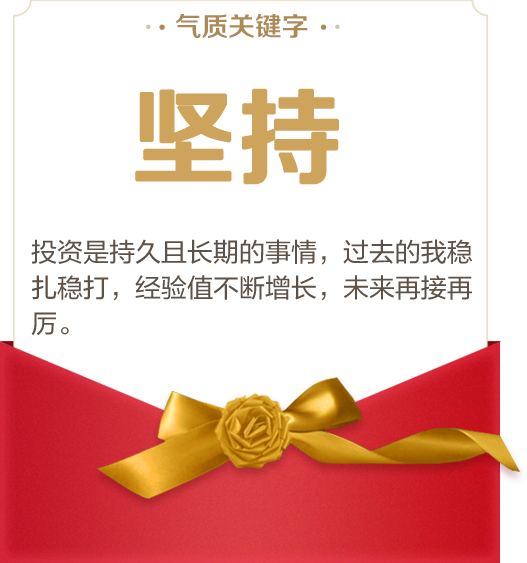 气质关键字
坚持
投资是持久且长期的事情，过去的我稳
扎稳打，经验值不断增长，未来再接再
厉。